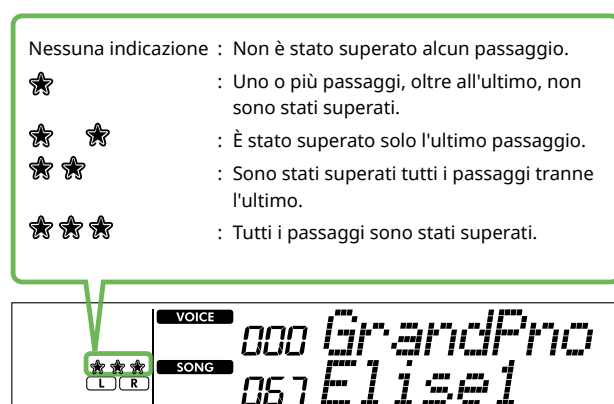 Nessuna indicazione : Non è stato superato alcun passaggio.
: Uno o più passaggi, oltre all'ultimo, non
sono stati superati.
: È stato superato solo l'ultimo passaggio.
: Sono stati superati tutti i passaggi tranne
l'ultimo.
: Tutti i passaggi sono stati superati.
VOICE 000 GrandPno
L R
SONG 067 Elise1